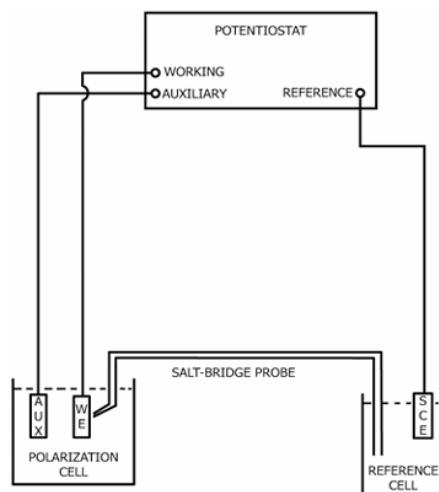 POTENTIOSTAT
WORKING
AUXILIARY
REFERENCE
SALT-BRIDGE PROBE
AUX
WE
SCE
POLARIZATION
CELL
REFERENCE
CELL